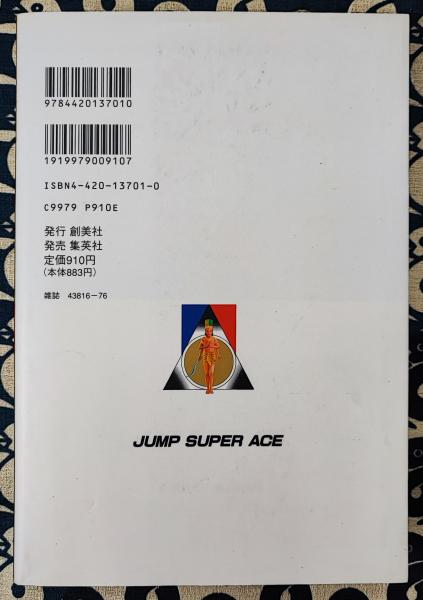 9784420137010
1919979009107
ISBN4-420-13701-0
C9979 P910E
発行 創美社
発売 集英社
定価910円
(本体883円)
雑誌 43816-76
JUMP SUPER ACE